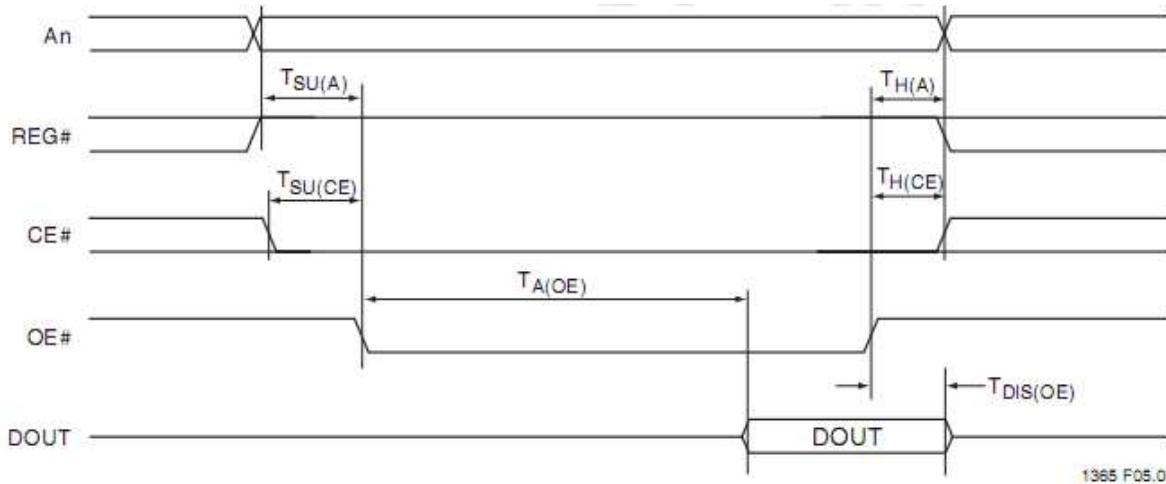 An
TSU(A)
TH(A)
REG#
TSU(CE)
TH(CE)
CE#
TA(OE)
OE#
TDIS(OE)
DOUT
DOUT
1365 F05.0